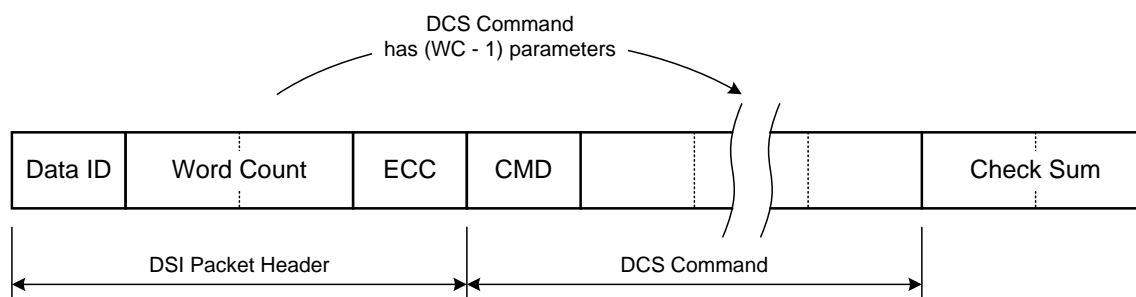 DCS Command
has (WC - 1) parameters
Data ID
Word Count
ECC
CMD
Check Sum
DSI Packet Header
DCS Command